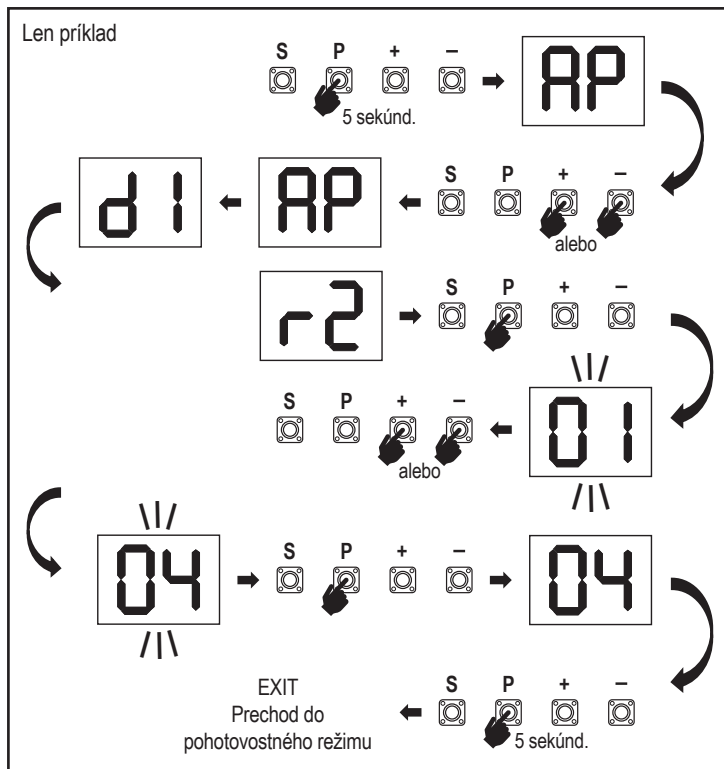 Len príklad
S P + –
5 sekúnd.
AP
S P + –
alebo
AP
d1
r2
S P + –
01
S P + –
alebo
04
S P + –
04
S P + –
5 sekúnd.
EXIT
Prechod do
pohotovostného režimu